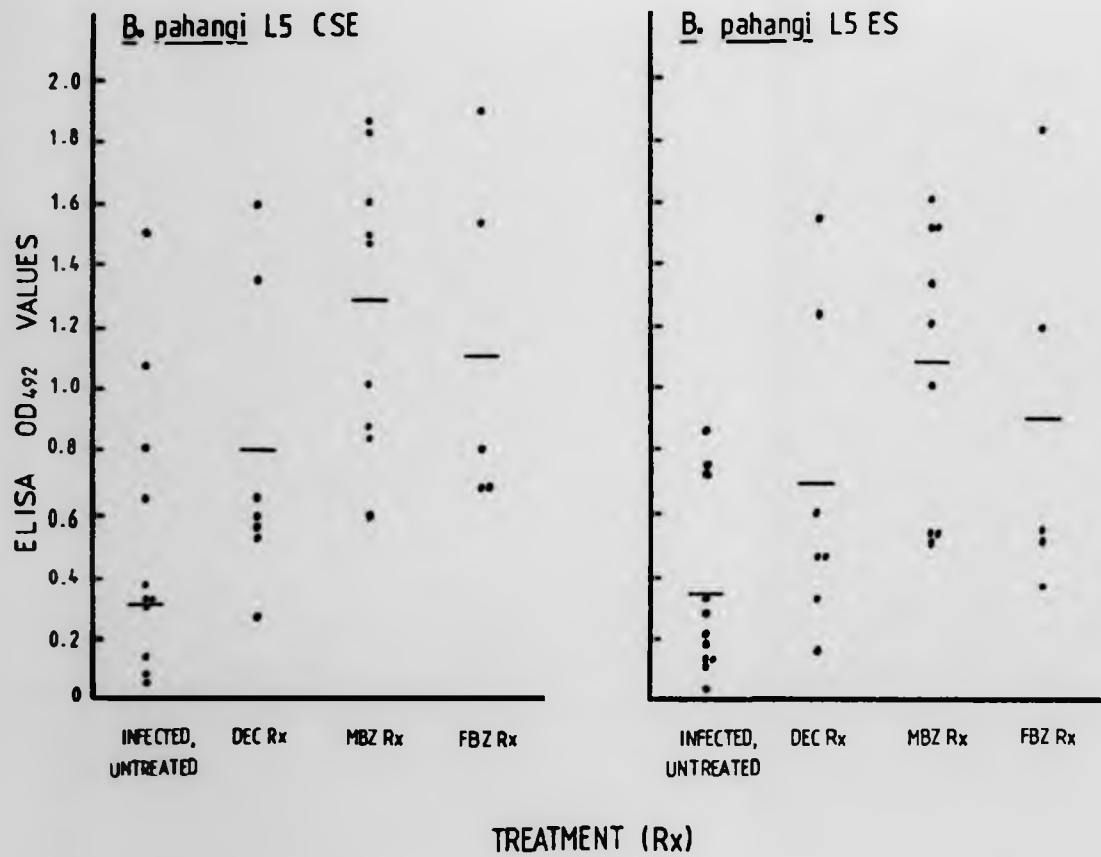 B. pahangi L5 CSE
B. pahangi L5 ES
ELISA OD492 VALUES
2.0
1.8
1.6
1.4
1.2
1.0
0.8
0.6
0.4
0.2
0
INFECTED, UNTREATED
DEC Rx
MBZ Rx
FBZ Rx
INFECTED, UNTREATED
DEC Rx
MBZ Rx
FBZ Rx
TREATMENT (Rx)